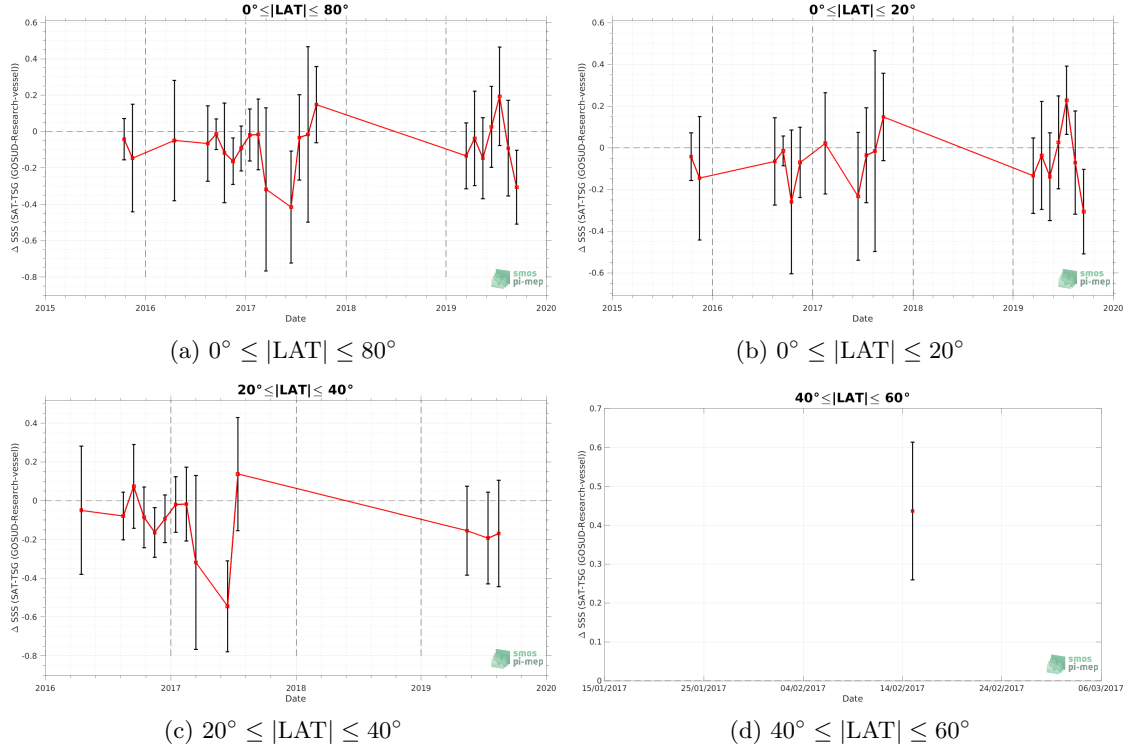 0°≤|LAT|≤ 80°
Δ SSS (SAT-TSG (GOSUD-Research-vessel))
0.6
0.4
0.2
0
-0.2
-0.4
-0.6
-0.8
2015 2016 2017 2018 2019 2020
Date
smos
pi-mep
(a) 0° ≤ |LAT| ≤ 80°
0°≤|LAT|≤ 20°
Δ SSS (SAT-TSG (GOSUD-Research-vessel))
0.6
0.4
0.2
0
-0.2
-0.4
-0.6
2015 2016 2017 2018 2019 2020
Date
smos
pi-mep
(b) 0° ≤ |LAT| ≤ 20°
20°≤|LAT|≤ 40°
Δ SSS (SAT-TSG (GOSUD-Research-vessel))
0.4
0.2
0
-0.2
-0.4
-0.6
-0.8
2016 2017 2018 2019 2020
Date
smos
pi-mep
(c) 20° ≤ |LAT| ≤ 40°
40°≤|LAT|≤ 60°
Δ SSS (SAT-TSG (GOSUD-Research-vessel))
0.7
0.6
0.5
0.4
0.3
0.2
0.1
0
15/01/2017 25/01/2017 04/02/2017 14/02/2017 24/02/2017 06/03/2017
Date
smos
pi-mep
(d) 40° ≤ |LAT| ≤ 60°